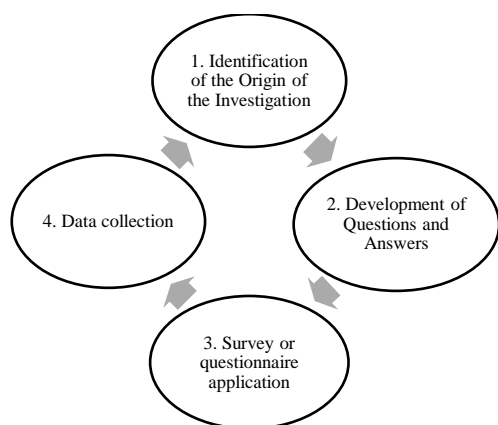 1. Identification
of the Origin of
the Investigation
2. Development of
Questions and
Answers
3. Survey or
questionnaire
application
4. Data collection